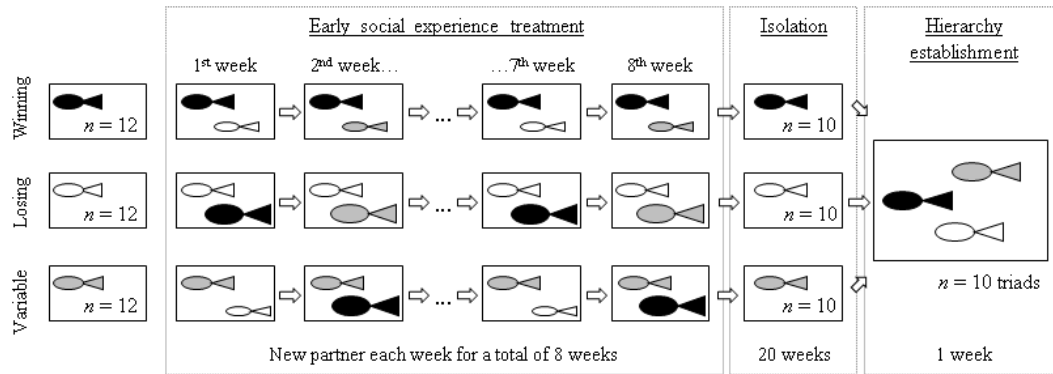 Early social experience treatment
Isolation
Hierarchy
establishment
1st week
2nd week…
…7th week
8th week
Winning
n = 12
...
n = 10
Losing
n = 12
...
n = 10
Variable
n = 12
...
n = 10
n = 10 triads
New partner each week for a total of 8 weeks
20 weeks
1 week